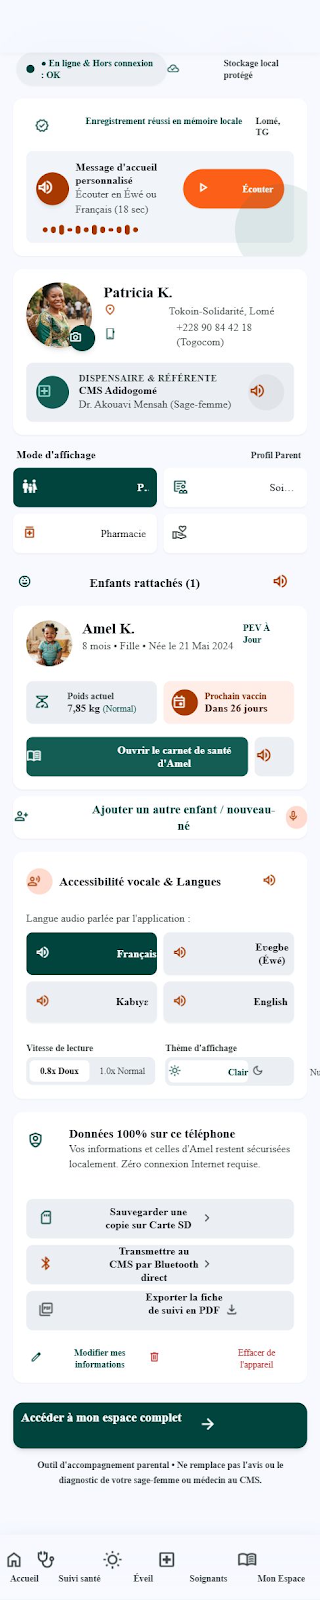 ● En ligne & Hors connexion
: OK
Stockage local
protégé
Enregistrement réussi en mémoire locale
Lomé,
TG
Message d'accueil
personnalisé
Écouter en Éwé ou
Français (18 sec)
Écouter
Patricia K.
Tokoin-Solidarité, Lomé
+228 90 84 42 18
(Togocom)
DISPENSAIRE & RÉFÉRENTE
CMS Adidogomé
Dr. Akouavi Mensah (Sage-femme)
Mode d'affichage
Profil Parent
P...
Soi...
Pharmacie
Enfants rattachés (1)
Amel K.
8 mois • Fille • Née le 21 Mai 2024
PEV À
Jour
Poids actuel
7,85 kg (Normal)
Prochain vaccin
Dans 26 jours
Ouvrir le carnet de santé
d'Amel
Ajouter un autre enfant / nouveau-
né
Accessibilité vocale & Langues
Langue audio parlée par l'application :
Français
Eʋegbe
(Éwé)
Kabɩyɛ
English
Vitesse de lecture
0.8x Doux
1.0x Normal
Thème d'affichage
Clair
Données 100% sur ce téléphone
Vos informations et celles d'Amel restent sécurisées
localement. Zéro connexion Internet requise.
Sauvegarder une
copie sur Carte SD
Transmettre au
CMS par Bluetooth
direct
Exporter la fiche
de suivi en PDF
Modifier mes
informations
Effacer de
l'appareil
Accéder à mon espace complet
Outil d'accompagnement parental • Ne remplace pas l'avis ou le
diagnostic de votre sage-femme ou médecin au CMS.
Accueil
Suivi santé
Éveil
Soignants
Mon Espace